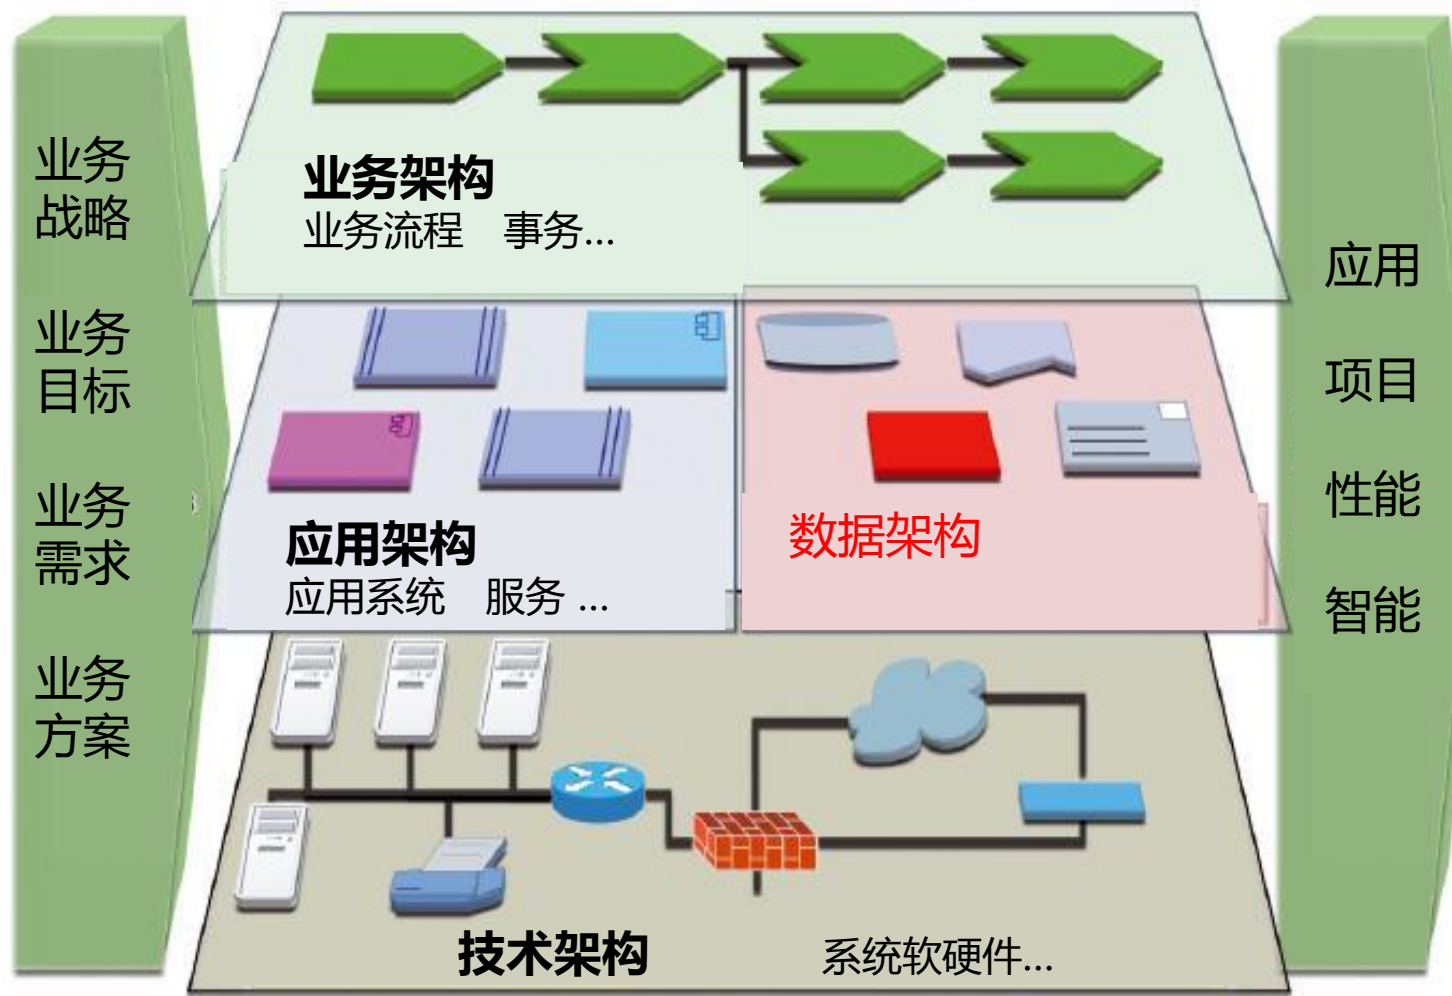 业务
战略
业务
目标
业务
需求
业务
方案
业务架构
业务流程 事务...
应用架构
应用系统 服务 ...
数据架构
技术架构 系统软硬件...
应用
项目
性能
智能